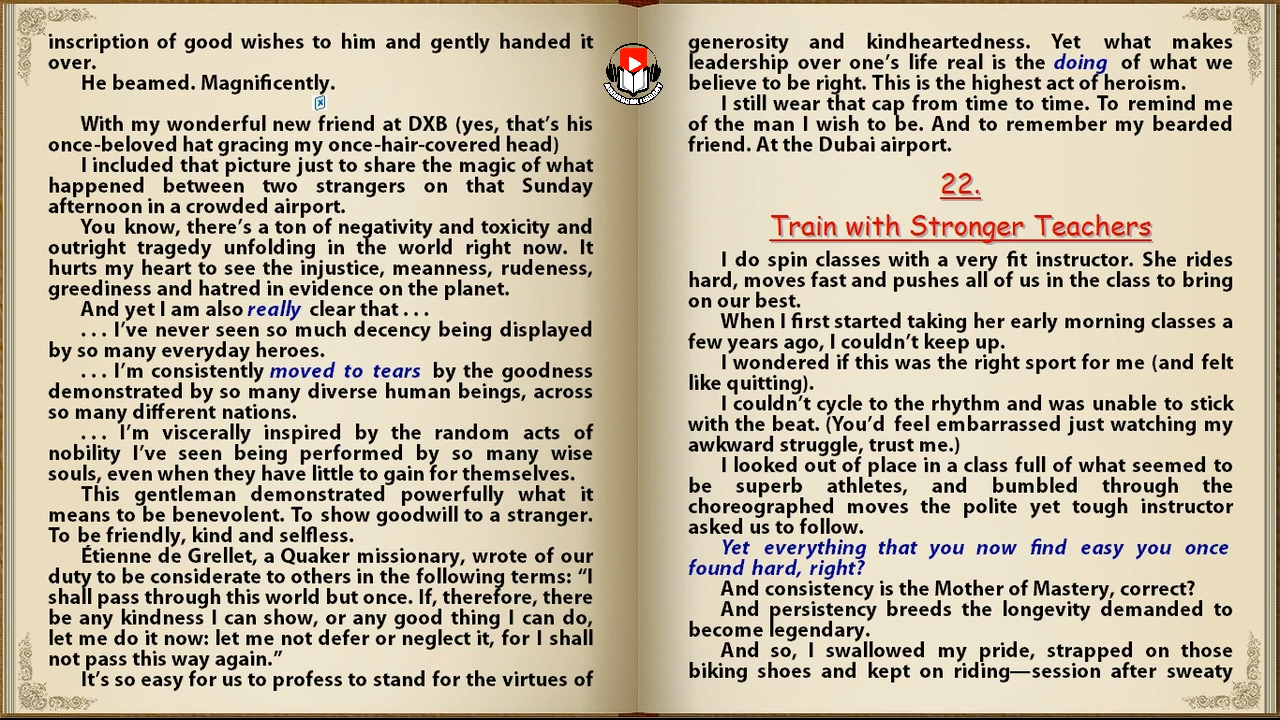 inscription of good wishes to him and gently handed it
over.
He beamed. Magnificently.
With my wonderful new friend at DXB (yes, that's his
once-beloved hat gracing my once-hair-covered head)
I included that picture just to share the magic of what
happened between two strangers on that Sunday
afternoon in a crowded airport.
You know, there's a ton of negativity and toxicity and
outright tragedy unfolding in the world right now. It
hurts my heart to see the injustice, meanness, rudeness,
greediness and hatred in evidence on the planet.
And yet I am also really clear that . . .
. . . I've never seen so much decency being displayed
by so many everyday heroes.
. . . I'm consistently moved to tears by the goodness
demonstrated by so many diverse human beings, across
so many different nations.
. . . I'm viscerally inspired by the random acts of
nobility I've seen being performed by so many wise
souls, even when they have little to gain for themselves.
This gentleman demonstrated powerfully what it
means to be benevolent. To show goodwill to a stranger.
To be friendly, kind and selfless.
Étienne de Grellet, a Quaker missionary, wrote of our
duty to be considerate to others in the following terms: “I
shall pass through this world but once. If, therefore, there
be any kindness I can show, or any good thing I can do,
let me do it now: let me not defer or neglect it, for I shall
not pass this way again.”
It's so easy for us to profess to stand for the virtues of
generosity and kindheartedness. Yet what makes
leadership over one's life real is the doing of what we
believe to be right. This is the highest act of heroism.
I still wear that cap from time to time. To remind me
of the man I wish to be. And to remember my bearded
friend. At the Dubai airport.
22.
Train with Stronger Teachers
I do spin classes with a very fit instructor. She rides
hard, moves fast and pushes all of us in the class to bring
on our best.
When I first started taking her early morning classes a
few years ago, I couldn't keep up.
I wondered if this was the right sport for me (and felt
like quitting).
I couldn't cycle to the rhythm and was unable to stick
with the beat. (You'd feel embarrassed just watching my
awkward struggle, trust me.)
I looked out of place in a class full of what seemed to
be superb athletes, and bumbled through the
choreographed moves the polite yet tough instructor
asked us to follow.
Yet everything that you now find easy you once
found hard, right?
And consistency is the Mother of Mastery, correct?
And persistency breeds the longevity demanded to
become legendary.
And so, I swallowed my pride, strapped on those
biking shoes and kept on riding—session after sweaty